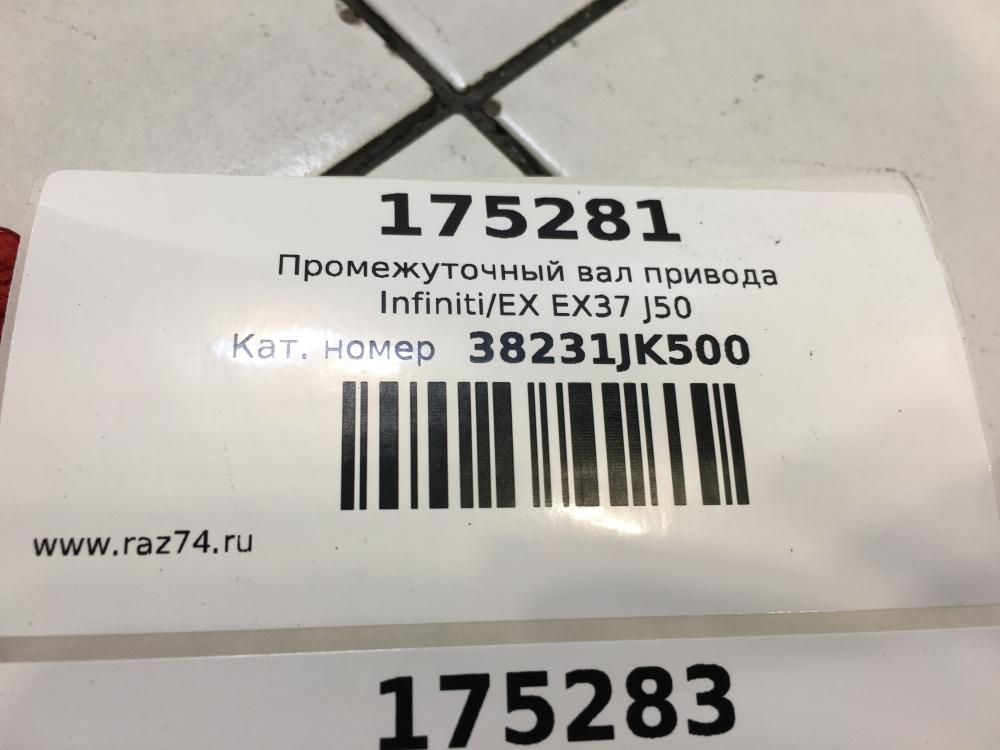 175281
Промежуточный вал привода
Infiniti/EX EX37 J50
Кат. номер 38231JK500
www.raz74.ru
175283